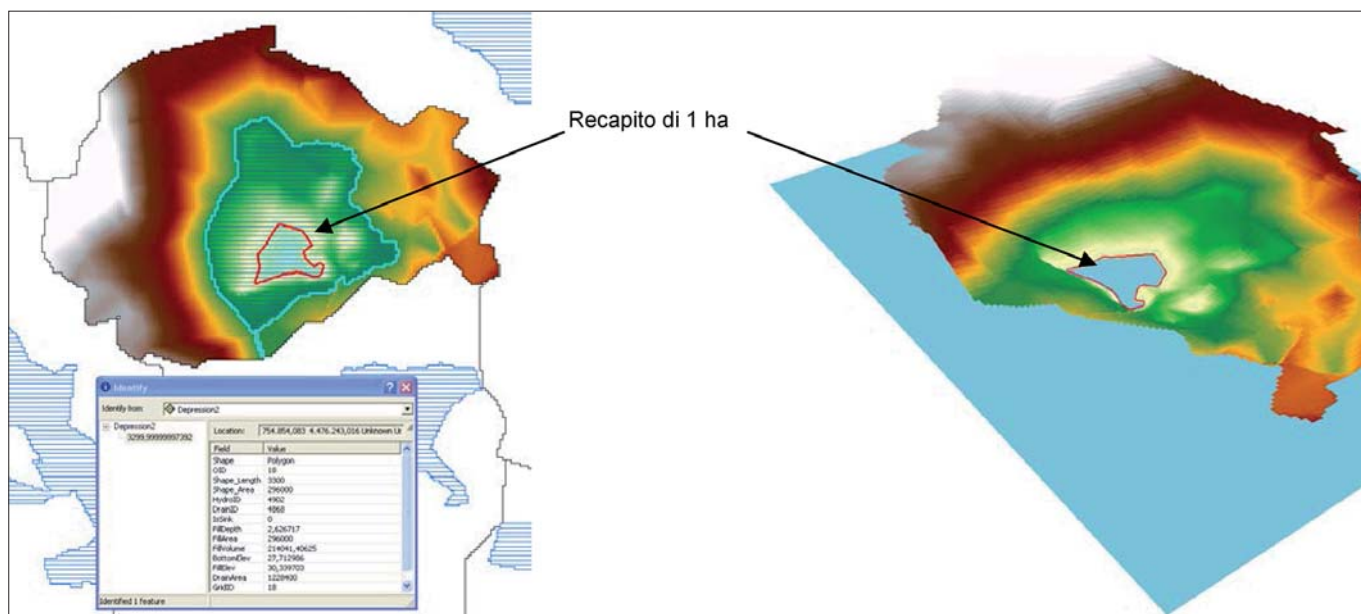 Recapito di 1 ha
Identify
Identify from: Depression2
Depression2
3299.99999997392
Location: 754.854,083 4.476.243,016 Unknown Ur
Field Value
Shape Polygon
OID 18
Shape_Length 3300
Shape_Area 296000
HydroID 4902
DrainID 4868
IsSink 0
FillDepth 2,626717
FillArea 296000
FillVolume 214041,40625
BottomElev 27,712986
FillElev 30,339703
DrainArea 1228400
GridID 18
Identified 1 feature